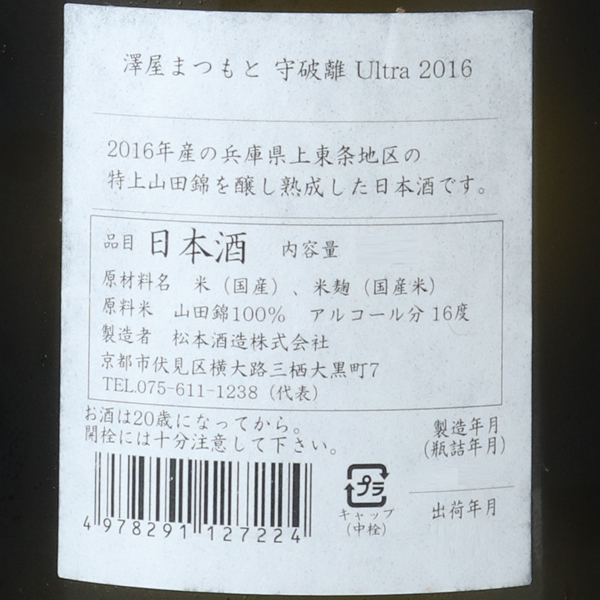 澤屋まつもと 守破離 Ultra 2016
2016年産の兵庫県上東条地区の
特上山田錦を醸し熟成した日本酒です。
品目 日本酒 内容量
原材料名 米（国産）、米麹（国産米）
原料米 山田錦100% アルコール分 16度
製造者 松本酒造株式会社
京都市伏見区横大路三栖大黒町7
TEL.075-611-1238（代表）
お酒は20歳になってから。
開栓には十分注意して下さい。
製造年月
(瓶詰年月)
プラ
キャップ
(中栓)
出荷年月
4 978291 127224